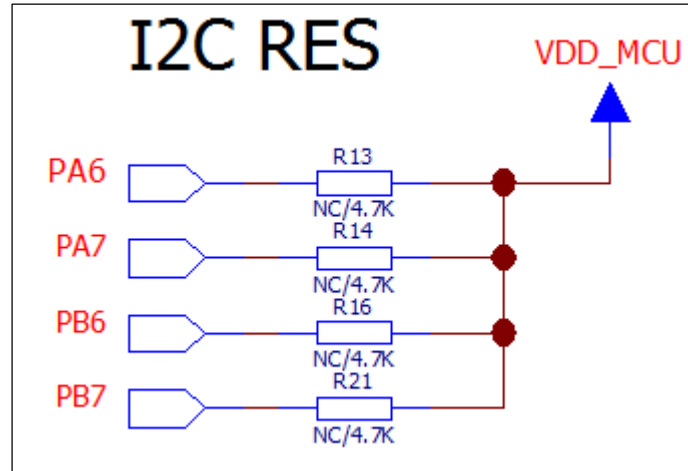 I2C RES
VDD_MCU
PA6
R13
NC/4.7K
PA7
R14
NC/4.7K
PB6
R16
NC/4.7K
PB7
R21
NC/4.7K